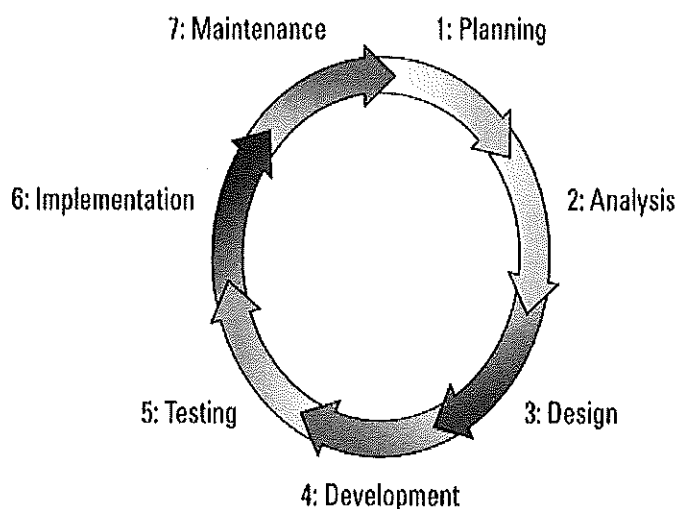 7: Maintenance
1: Planning
6: Implementation
2: Analysis
5: Testing
3: Design
4: Development